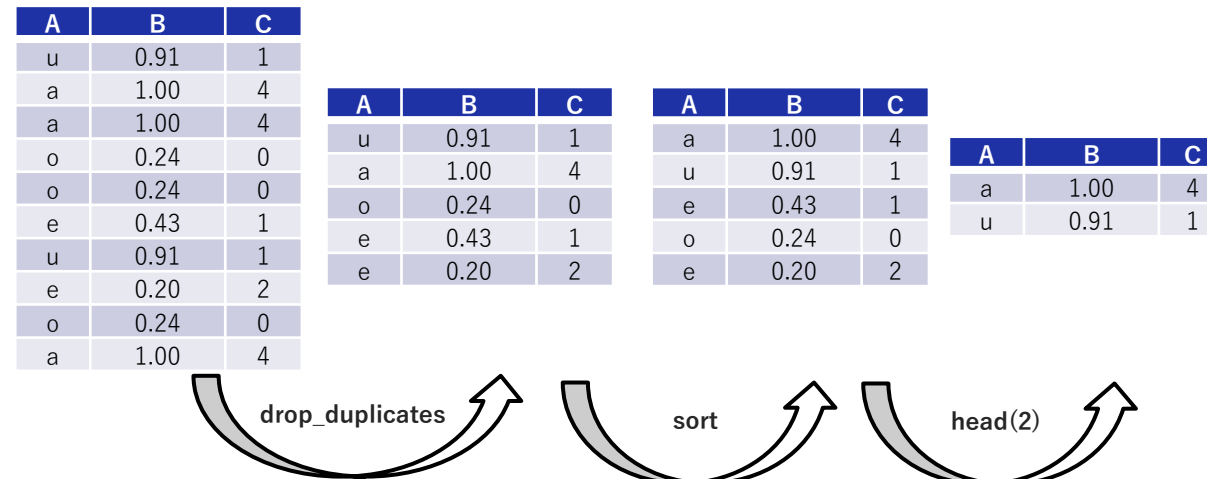 A B C
u 0.91 1
a 1.00 4
a 1.00 4
o 0.24 0
o 0.24 0
e 0.43 1
u 0.91 1
e 0.20 2
o 0.24 0
a 1.00 4
A B C
u 0.91 1
a 1.00 4
o 0.24 0
e 0.43 1
e 0.20 2
A B C
a 1.00 4
u 0.91 1
e 0.43 1
o 0.24 0
e 0.20 2
A B C
a 1.00 4
u 0.91 1
drop_duplicates
sort
head(2)